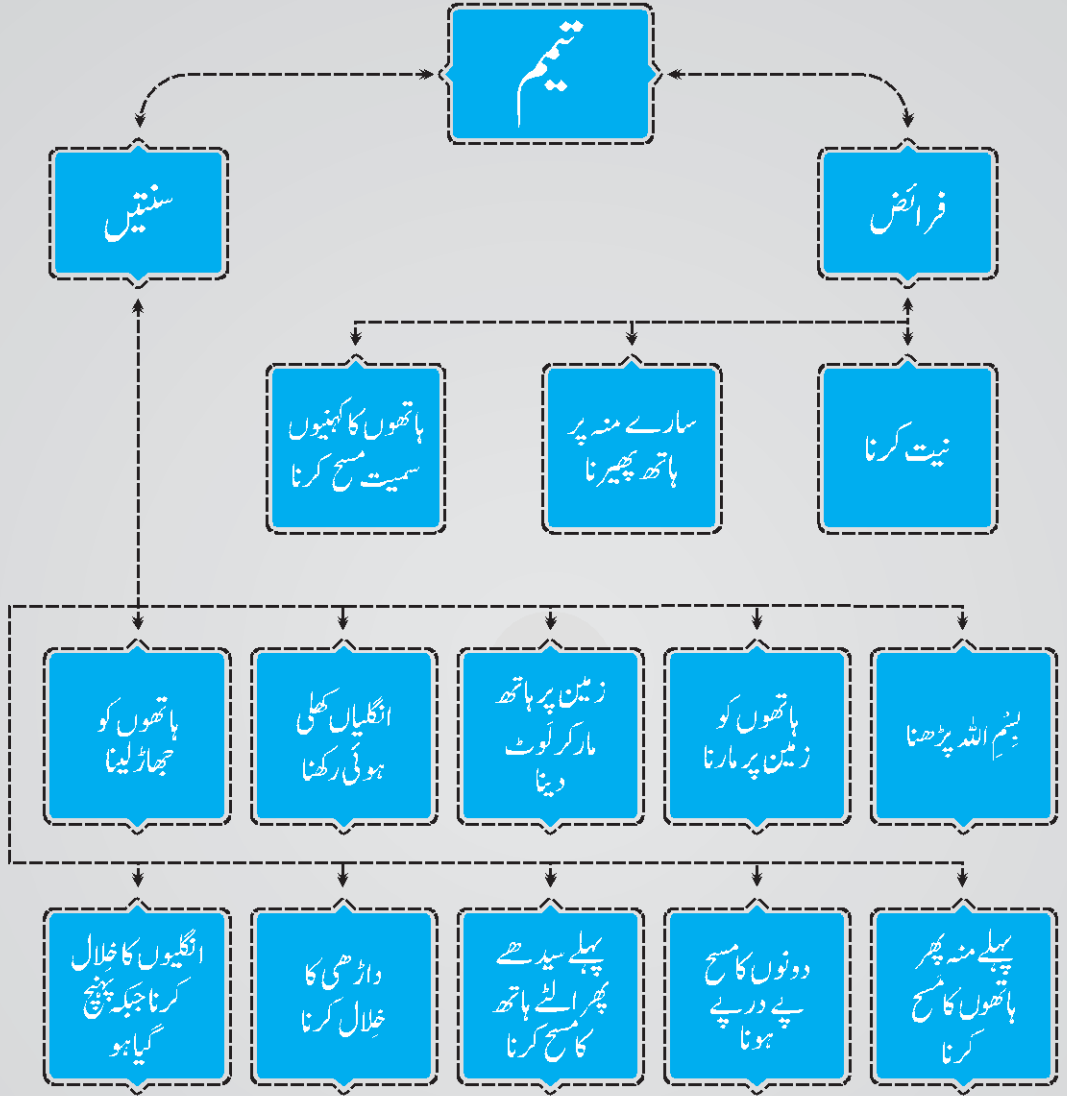 تیمم
فرائض
سنتیں
نیت کرنا
سارے منہ پر
ہاتھ پھیرنا
ہاتھوں کا کہنیوں
سمیت مسح کرنا
بِسْمِ اللہ پڑھنا
ہاتھوں کو
زمین پر مارنا
زمین پر ہاتھ
مار کر لَوٹ
دینا
انگلیاں کھلی
ہوئی رکھنا
ہاتھوں کو
جھاڑ لینا
پہلے منہ پھر
ہاتھوں کا مسح
کرنا
دونوں کا مسح
پے در پے
ہونا
پہلے سیدھے
پھر الٹے ہاتھ
کا مسح کرنا
داڑھی کا
خِلال کرنا
انگلیوں کا خِلال
کرنا جبکہ پہنچ
گیا ہو